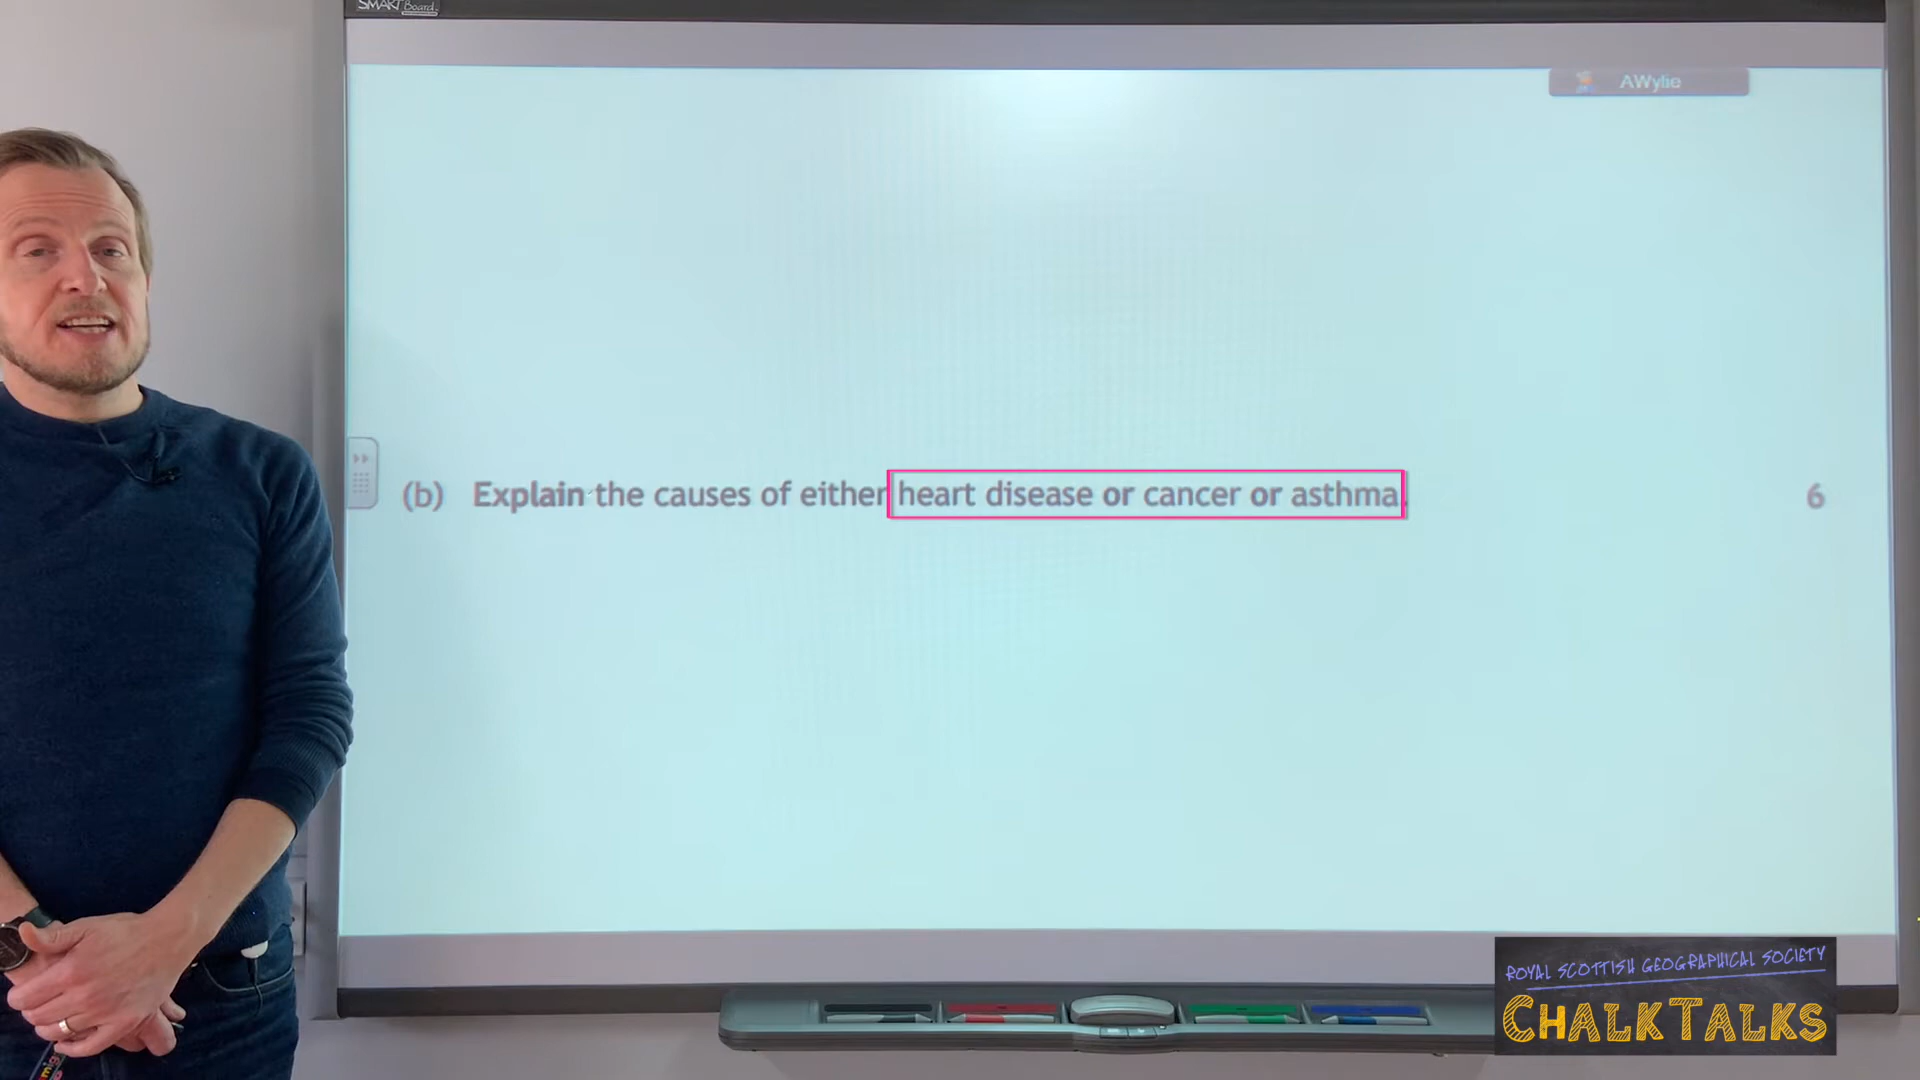 SMART Board
AWylie
(b) Explain the causes of either heart disease or cancer or asthma. 6
ROYAL SCOTTISH GEOGRAPHICAL SOCIETY
CHALKTALKS